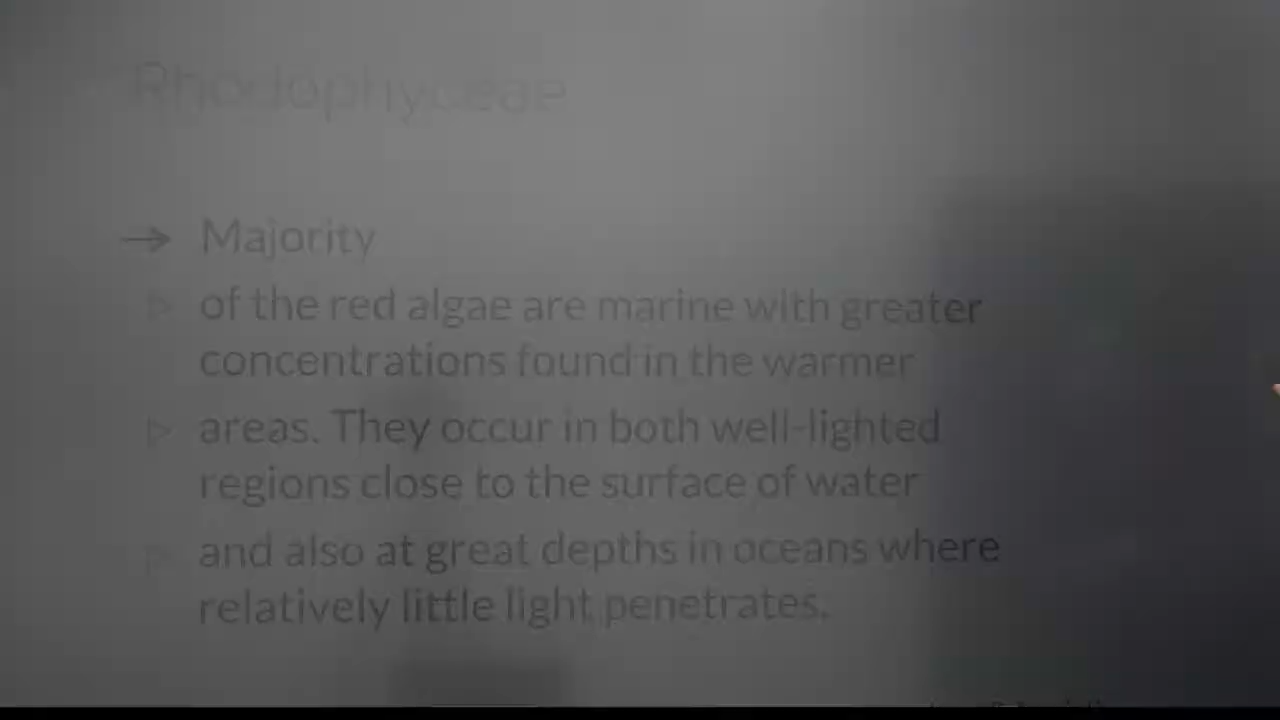 Rhodophyceae
→ Majority
▷ of the red algae are marine with greater
concentrations found in the warmer
▷ areas. They occur in both well-lighted
regions close to the surface of water
▷ and also at great depths in oceans where
relatively little light penetrates.